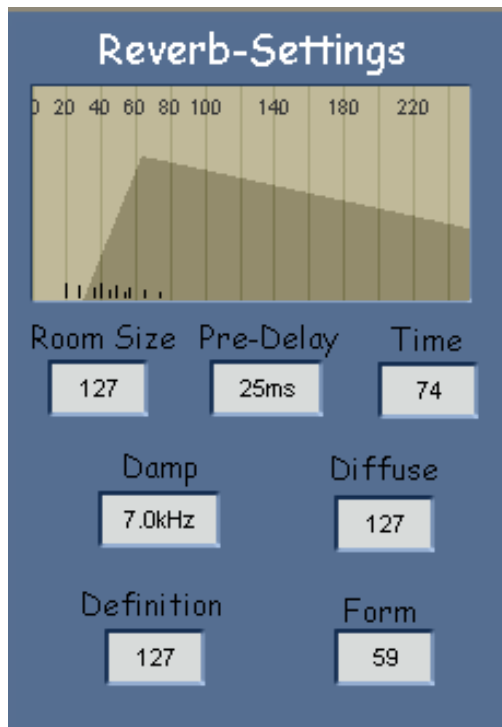 Reverb-Settings
0 20 40 60 80 100 140 180 220
Room Size Pre-Delay Time
127 25ms 74
Damp Diffuse
7.0kHz 127
Definition Form
127 59